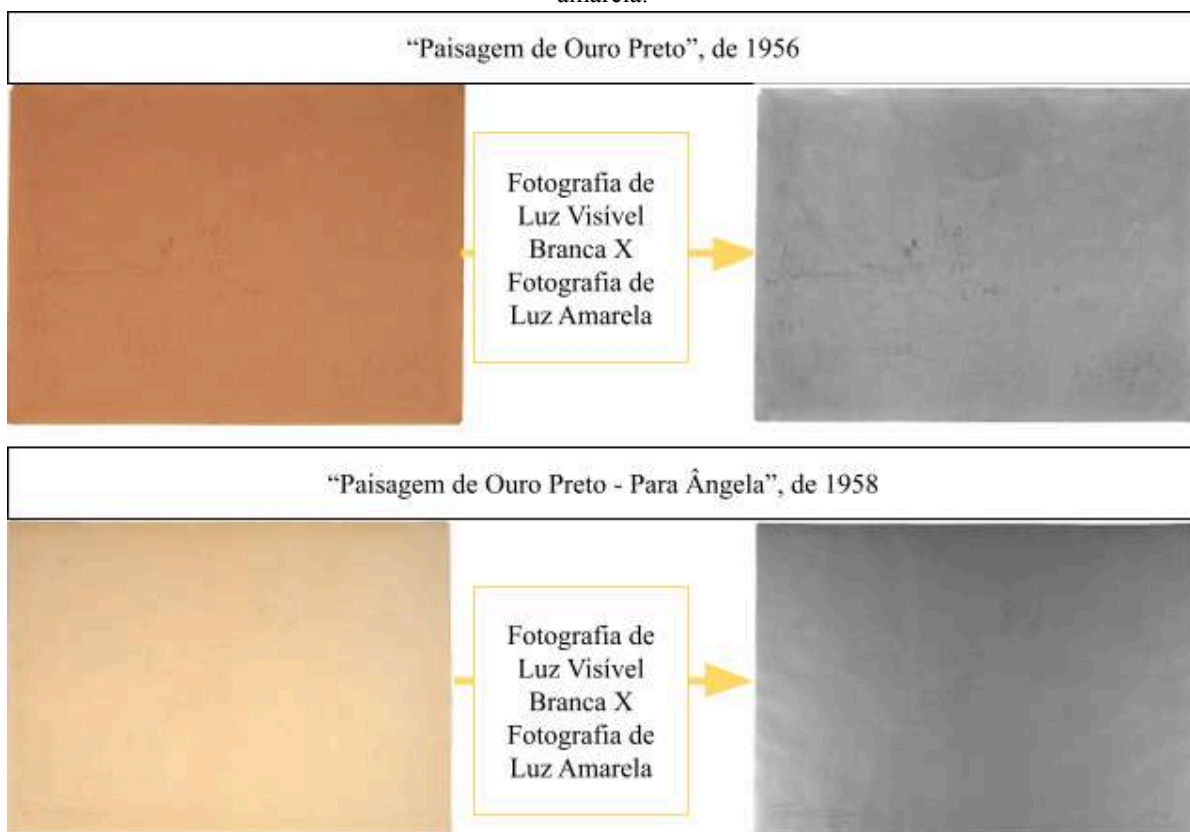 amarela.
“Paisagem de Ouro Preto”, de 1956
Fotografia de
Luz Visível
Branca X
Fotografia de
Luz Amarela
“Paisagem de Ouro Preto - Para Ângela”, de 1958
Fotografia de
Luz Visível
Branca X
Fotografia de
Luz Amarela